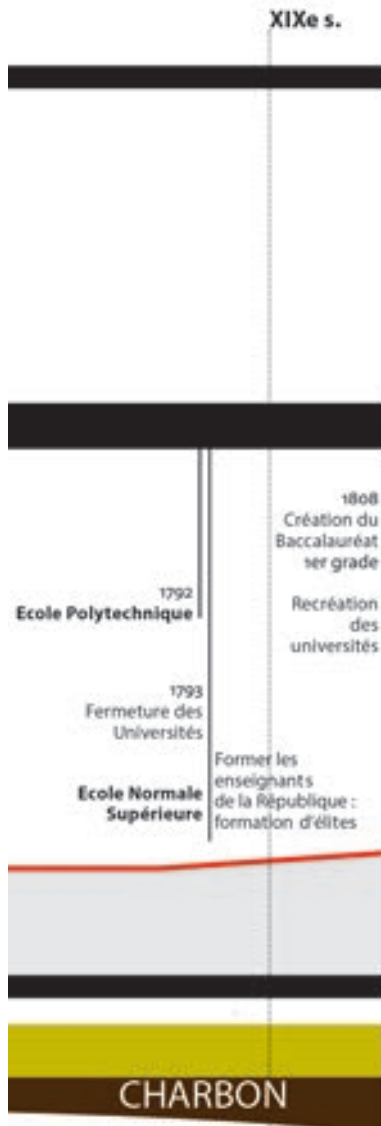 XIXe s.
1808
Création du
Baccalauréat
1er grade
Recréation
des
universités
1792
Ecole Polytechnique
1793
Fermeture des
Universités
Ecole Normale
Supérieure
Former les
enseignants
de la République :
formation d'élites
CHARBON